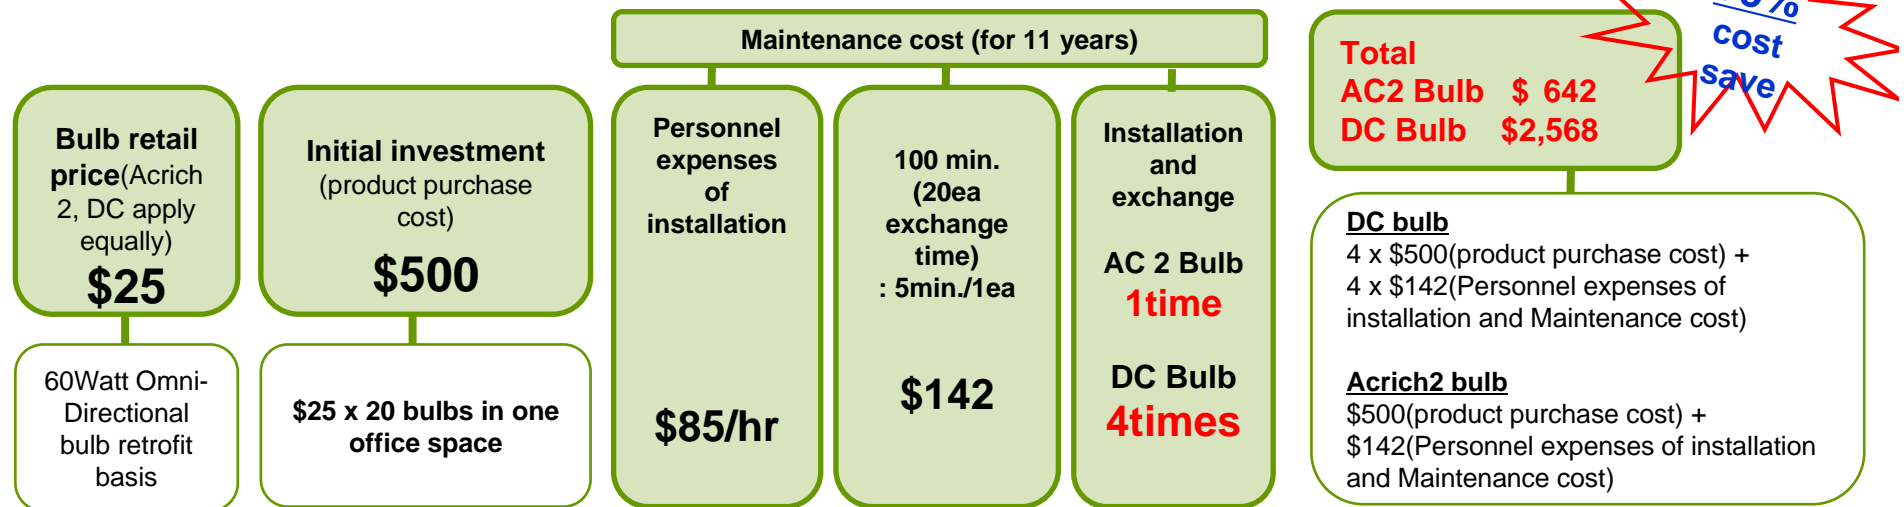 Bulb retail
price(Acrich
2, DC apply
equally)
$25
60Watt Omni-
Directional
bulb retrofit
basis
Initial investment
(product purchase
cost)
$500
$25 x 20 bulbs in one
office space
Maintenance cost (for 11 years)
Personnel
expenses
of
installation
$85/hr
100 min.
(20ea
exchange
time)
: 5min./1ea
$142
Installation
and
exchange
AC 2 Bulb
1time
DC Bulb
4times
Total
AC2 Bulb $ 642
DC Bulb $2,568
cost
save
DC bulb
4 x $500(product purchase cost) +
4 x $142(Personnel expenses of
installation and Maintenance cost)
Acrich2 bulb
$500(product purchase cost) +
$142(Personnel expenses of installation
and Maintenance cost)